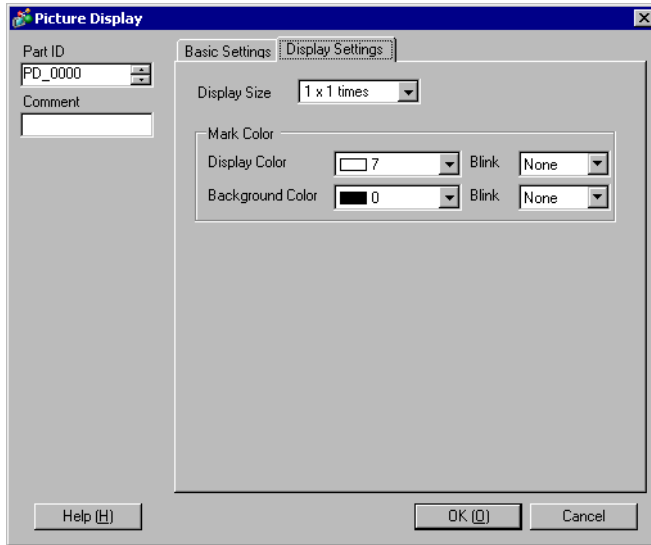 Picture Display
Part ID
PD_0000
Comment
Basic Settings
Display Settings
Display Size 1 x 1 times
Mark Color
Display Color 7 Blink None
Background Color 0 Blink None
Help (H) OK (O) Cancel